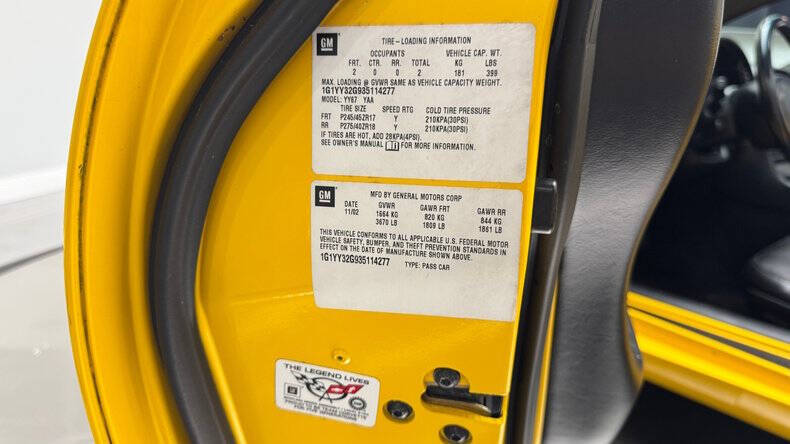 GM
TIRE-LOADING INFORMATION
OCCUPANTS VEHICLE CAP. WT.
FRT. CTR. RR. TOTAL KG LBS
2 0 0 2 181 399
MAX. LOADING @ GVWR SAME AS VEHICLE CAPACITY WEIGHT.
1G1YY32G935114277
MODEL: YY67 YAA
TIRE SIZE SPEED RTG COLD TIRE PRESSURE
FRT P245/45ZR17 Y 210KPA(30PSI)
RR P275/40ZR18 Y 210KPA(30PSI)
IF TIRES ARE HOT, ADD 28KPA(4PSI).
SEE OWNER'S MANUAL FOR MORE INFORMATION.
GM
MFD BY GENERAL MOTORS CORP
DATE GVWR GAWR FRT GAWR RR
11/02 1664 KG 820 KG 844 KG
3670 LB 1809 LB 1861 LB
THIS VEHICLE CONFORMS TO ALL APPLICABLE U.S. FEDERAL MOTOR
VEHICLE SAFETY, BUMPER, AND THEFT PREVENTION STANDARDS IN
EFFECT ON THE DATE OF MANUFACTURE SHOWN ABOVE.
1G1YY32G935114277 TYPE: PASS CAR
THE LEGEND LIVES
GM